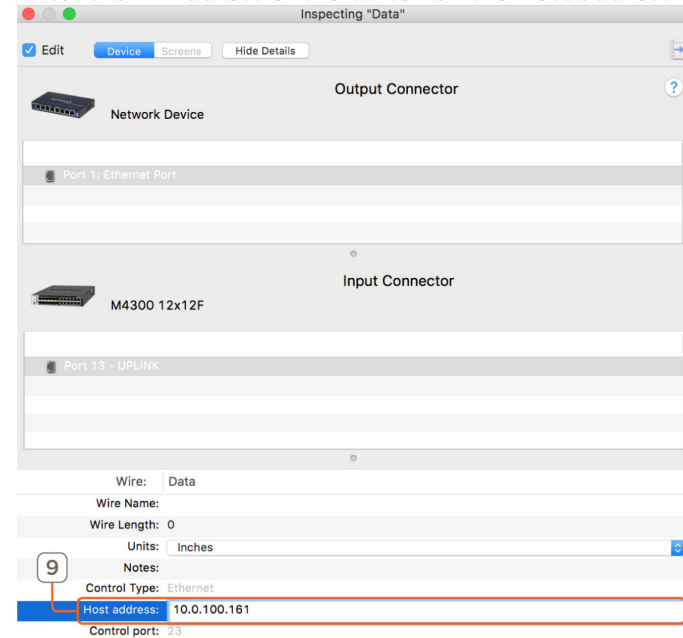 Inspecting "Data"
Edit Device Screens Hide Details
Output Connector ?
Network Device
Port 1: Ethernet Port
Input Connector
M4300 12x12F
Port 13 - UPLINK
Wire: Data
Wire Name:
Wire Length: 0
Units: Inches
9 Notes:
Control Type: Ethernet
Host address: 10.0.100.161
Control port: 23